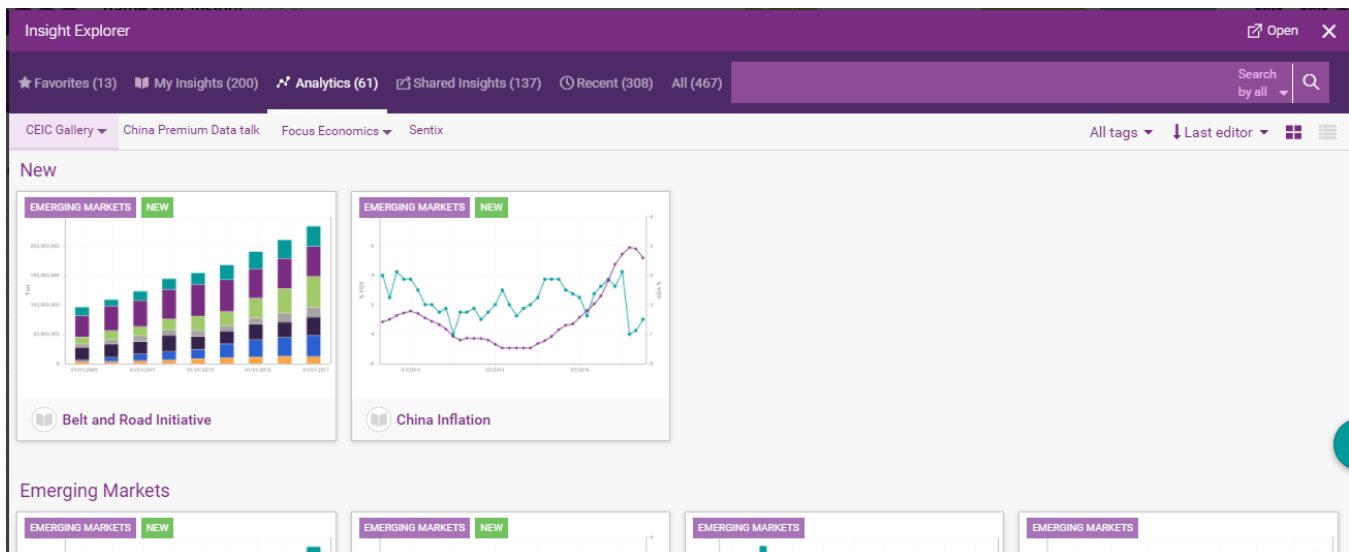 Insight Explorer
Open
Favorites (13) My Insights (200) Analytics (61) Shared Insights (137) Recent (308) All (467)
Search
by all
CEIC Gallery China Premium Data talk Focus Economics Sentix
All tags Last editor
New
EMERGING MARKETS NEW
Belt and Road Initiative
EMERGING MARKETS NEW
China Inflation
Emerging Markets
EMERGING MARKETS NEW
EMERGING MARKETS NEW
EMERGING MARKETS
EMERGING MARKETS